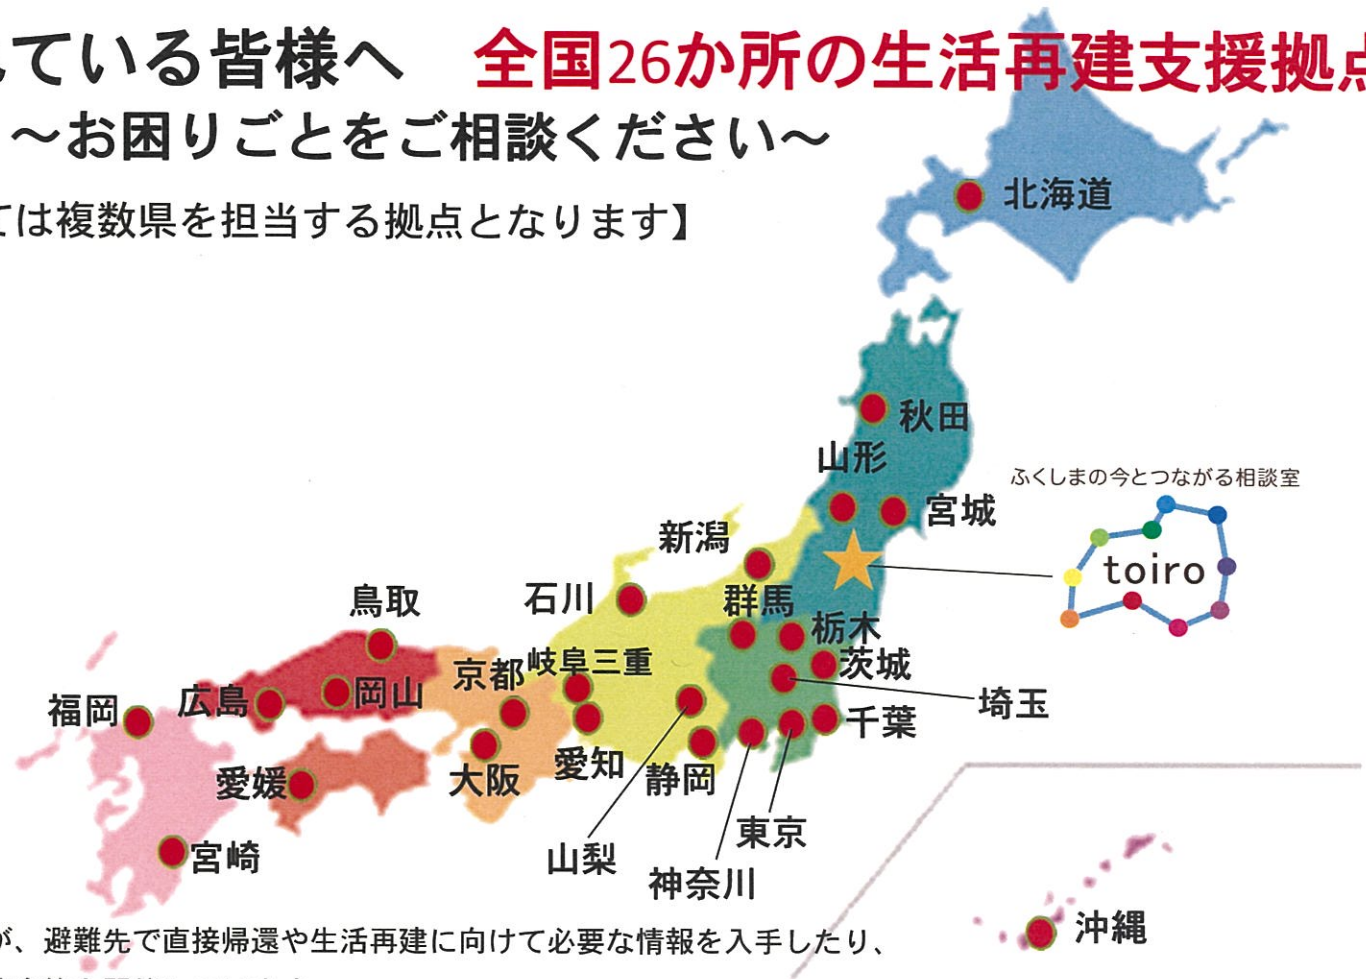 ている皆様へ 全国26か所の生活再建支援拠点
～お困りごとをご相談ください～
ては複数県を担当する拠点となります】
北海道
秋田
山形
宮城
ふくしまの今とつながる相談室
toiro
新潟
石川
群馬
鳥取
栃木
岐阜三重
茨城
京都
岡山
広島
福岡
埼玉
千葉
愛知
大阪
静岡
愛媛
東京
山梨
宮崎
神奈川
沖縄
が、避難先で直接帰還や生活再建に向けて必要な情報を入手したり、